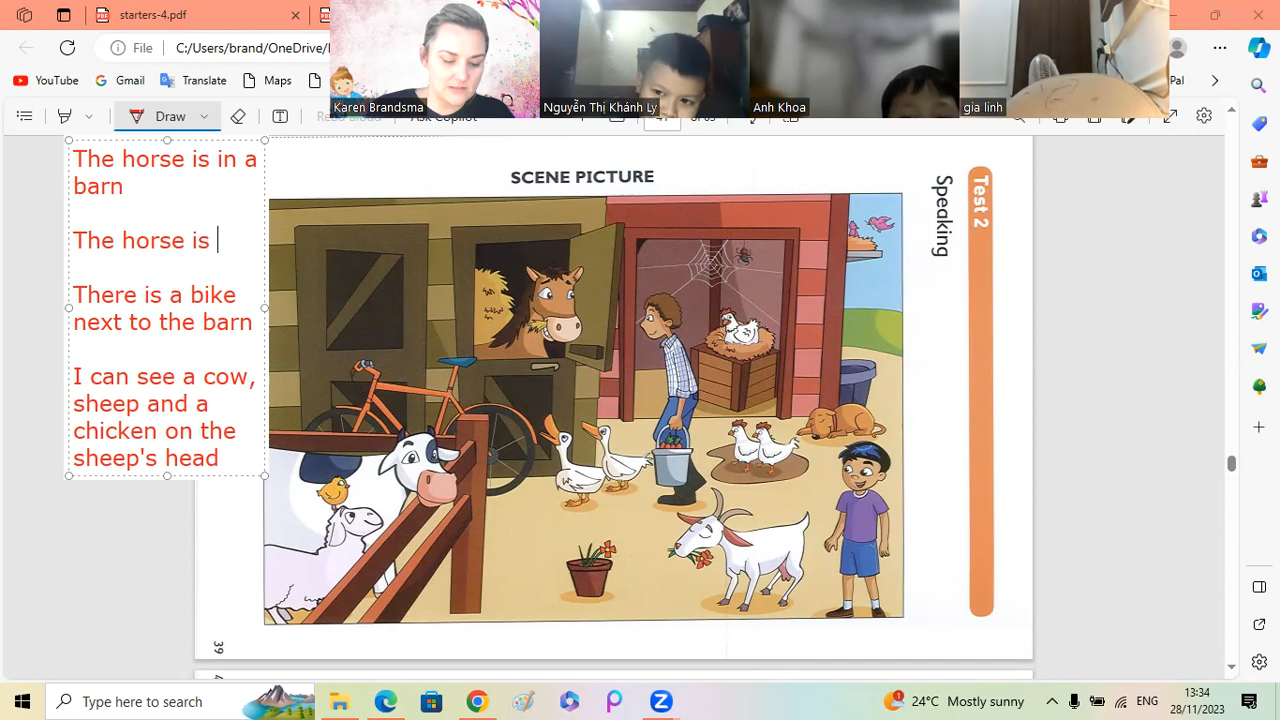 starters-4.pdf
File
C:/Users/brand/OneDrive/
YouTube
Gmail
Translate
Maps
Pal
Karen Brandsma
Nguyễn Thị Khánh Ly
Anh Khoa
gia linh
Draw
The horse is in a
barn
The horse is
There is a bike
next to the barn
I can see a cow,
sheep and a
chicken on the
sheep's head
SCENE PICTURE
Test 2
Speaking
39
Type here to search
1
24°C Mostly sunny
ENG
13:34
28/11/2023